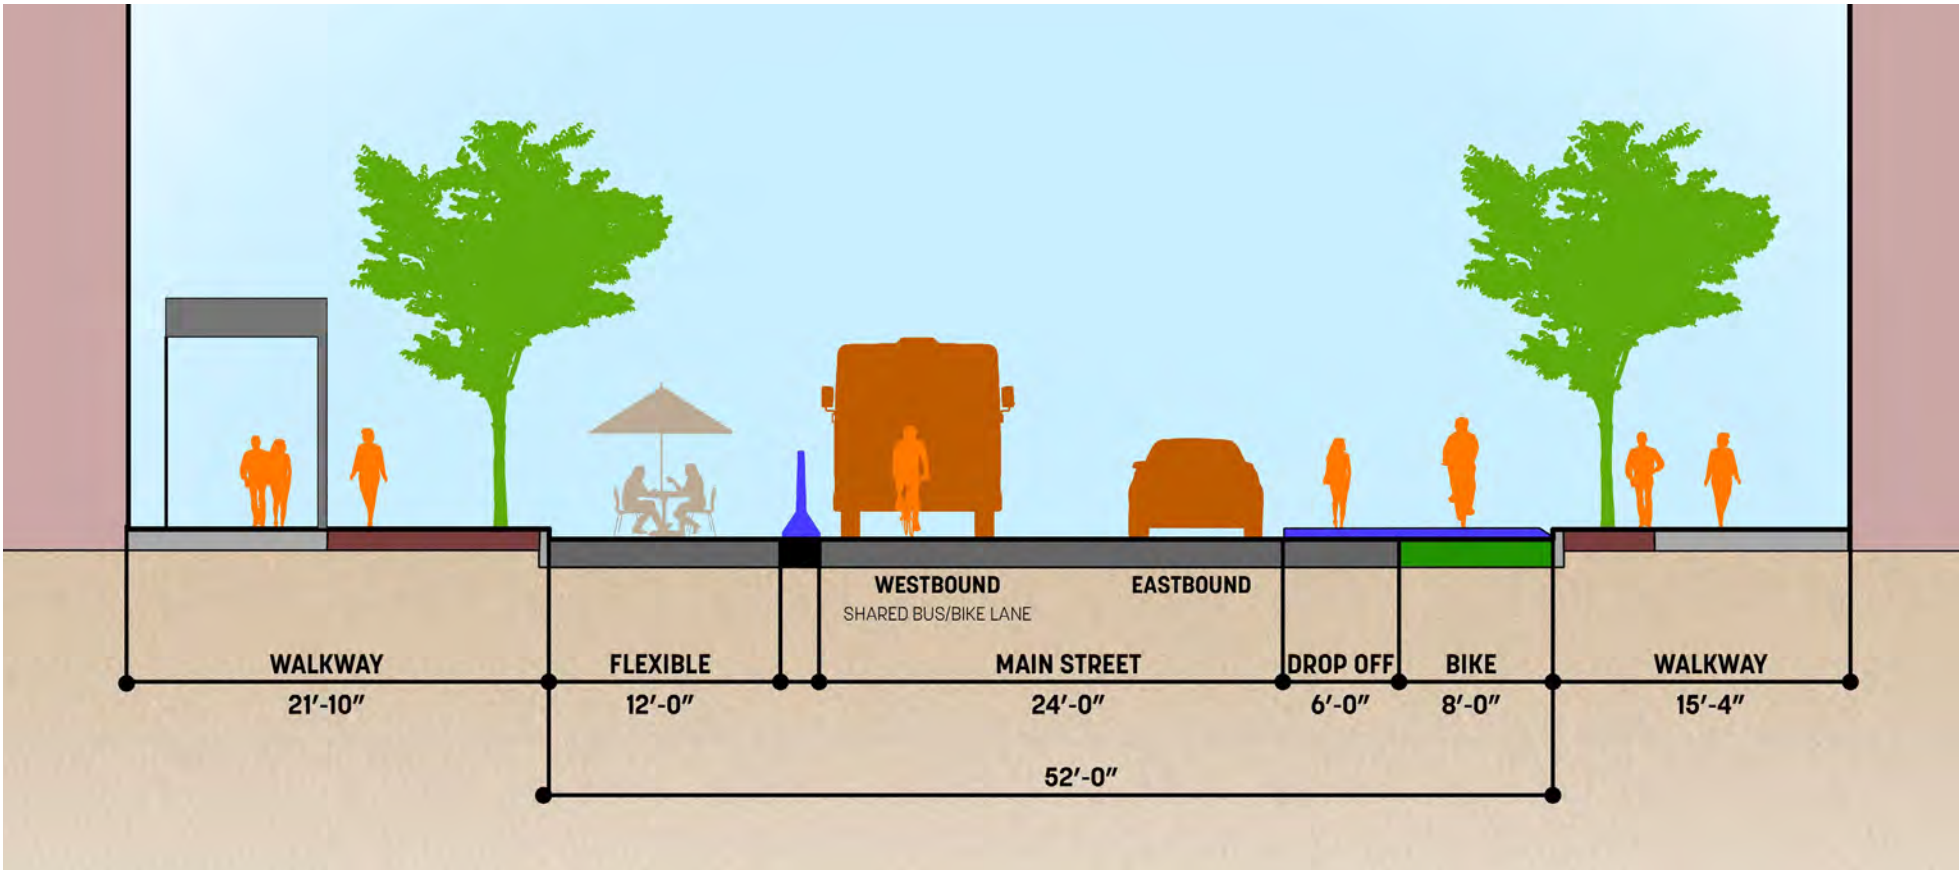 WESTBOUND
EASTBOUND
SHARED BUS/BIKE LANE
WALKWAY
FLEXIBLE
MAIN STREET
DROP OFF
BIKE
WALKWAY
21'-10"
12'-0"
24'-0"
6'-0"
8'-0"
15'-4"
52'-0"